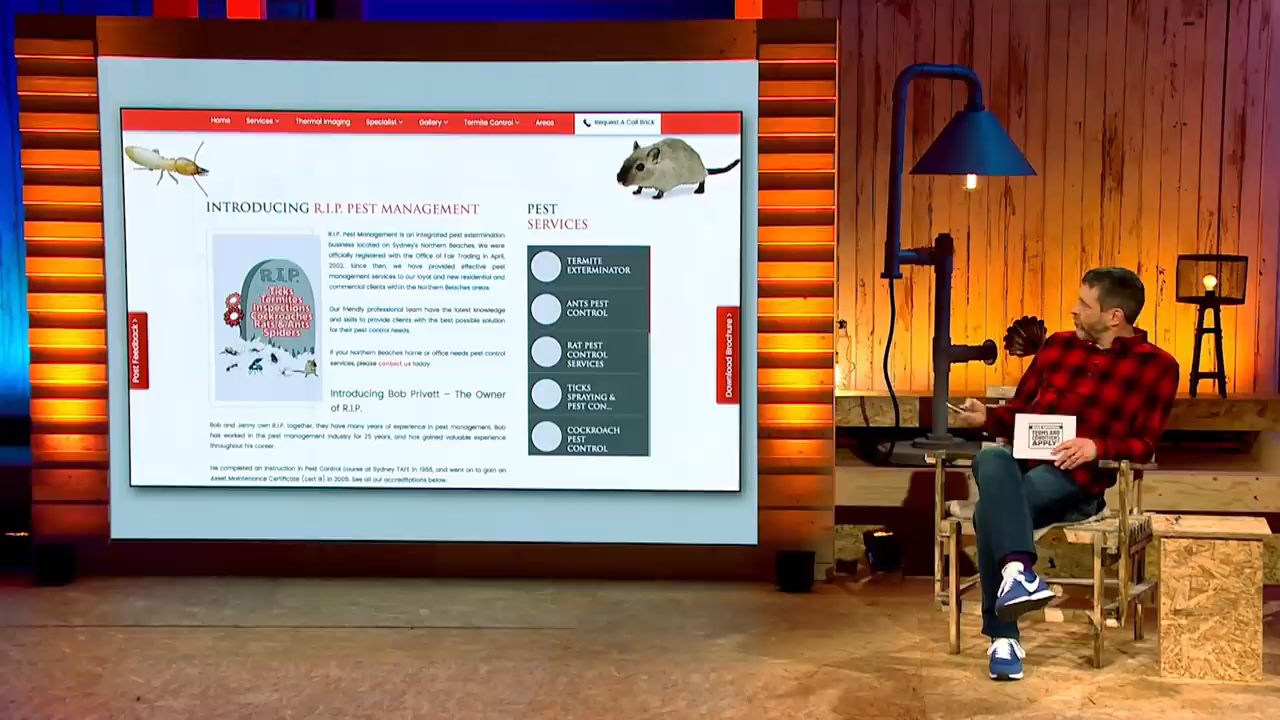 Home Services Thermal Imaging Specialist Gallery Termite Control Areas Request A Call Back
INTRODUCING R.I.P. PEST MANAGEMENT
R.I.P.
Ticks
Termites
Inspections
Cockroaches
Rats & Ants
Spiders
R.I.P. Pest Management is an integrated pest extermination
business located on Sydney's Northern Beaches. We were
officially registered with the Office of Fair Trading in April,
2003. Since then, we have provided effective pest
management services to our loyal and new residential and
commercial clients within the Northern Beaches areas.
Our friendly professional team have the latest knowledge
and skills to provide clients with the best possible solution
for their pest control needs.
If your Northern Beaches home or office needs pest control
services, please contact us today.
Introducing Bob Privett – The Owner
of R.I.P.
Bob and Jenny own R.I.P. together, they have many years of experience in pest management. Bob
has worked in the pest management industry for 25 years, and has gained valuable experience
throughout his career.
He completed an Instruction in Pest Control Course at Sydney TAFE in 1988, and went on to gain an
Asset Maintenance Certificate (Cert III) in 2005. See all our accreditations below.
PEST
SERVICES
TERMITE
EXTERMINATOR
ANTS PEST
CONTROL
RAT PEST
CONTROL
SERVICES
TICKS
SPRAYING &
PEST CON...
COCKROACH
PEST
CONTROL
Post Feedback ›
Download Brochure ›
TERMS AND
CONDITIONS
APPLY